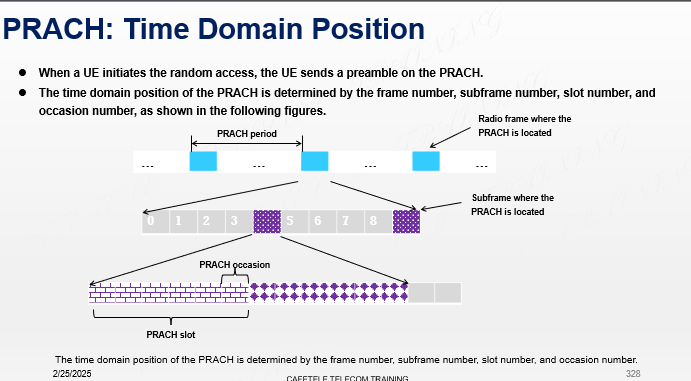 PRACH: Time Domain Position
When a UE initiates the random access, the UE sends a preamble on the PRACH.
The time domain position of the PRACH is determined by the frame number, subframe number, slot number, and
occasion number, as shown in the following figures.
PRACH period
Radio frame where the
PRACH is located
... ... ... ...
Subframe where the
PRACH is located
0 1 2 3 5 6 7 8
PRACH occasion
PRACH slot
The time domain position of the PRACH is determined by the frame number, subframe number, slot number, and occasion number.
2/25/2025
CAFETELE TELECOM TRAINING
328